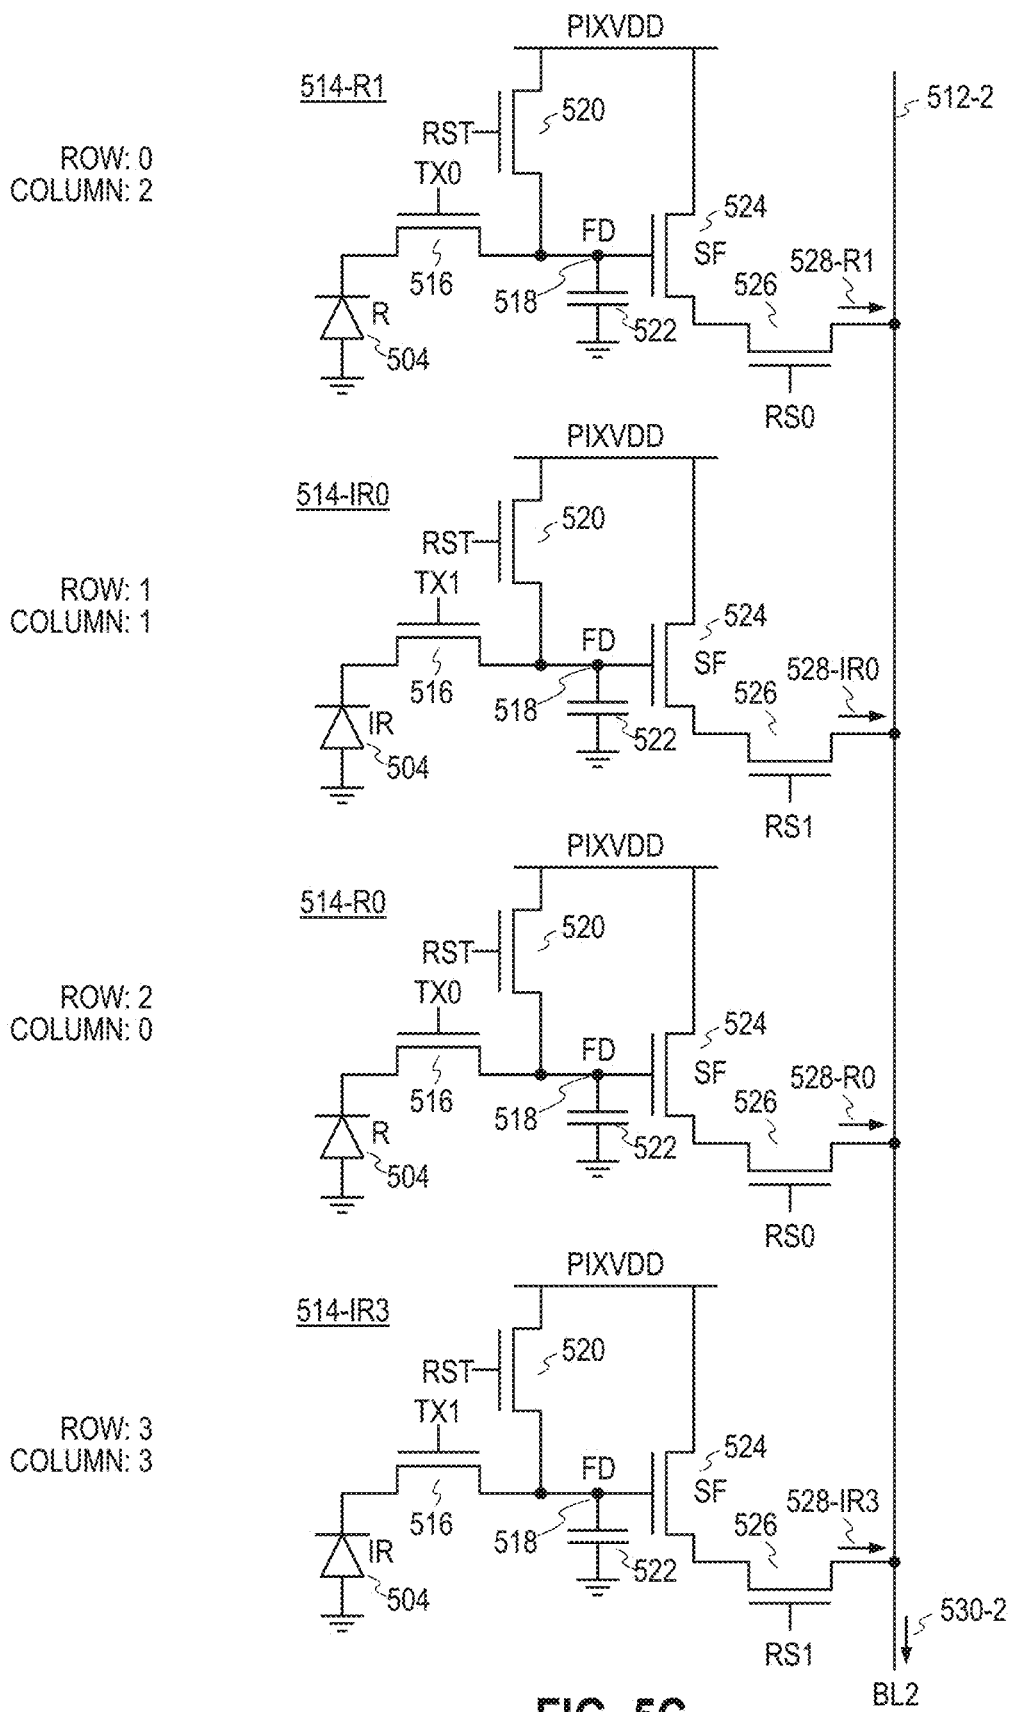 PIXVDD
514-R1
520
512-2
RST
ROW: 0
COLUMN: 2
TX0
FD
524
SF
516
518
522
526
528-R1
R
504
RS0
PIXVDD
514-IR0
520
RST
ROW: 1
COLUMN: 1
TX1
FD
524
SF
516
518
522
526
528-IR0
IR
504
RS1
PIXVDD
514-R0
520
RST
ROW: 2
COLUMN: 0
TX0
FD
524
SF
516
518
522
526
528-R0
R
504
RS0
PIXVDD
514-IR3
520
RST
ROW: 3
COLUMN: 3
TX1
FD
524
SF
516
518
522
526
528-IR3
IR
504
RS1
530-2
BL2